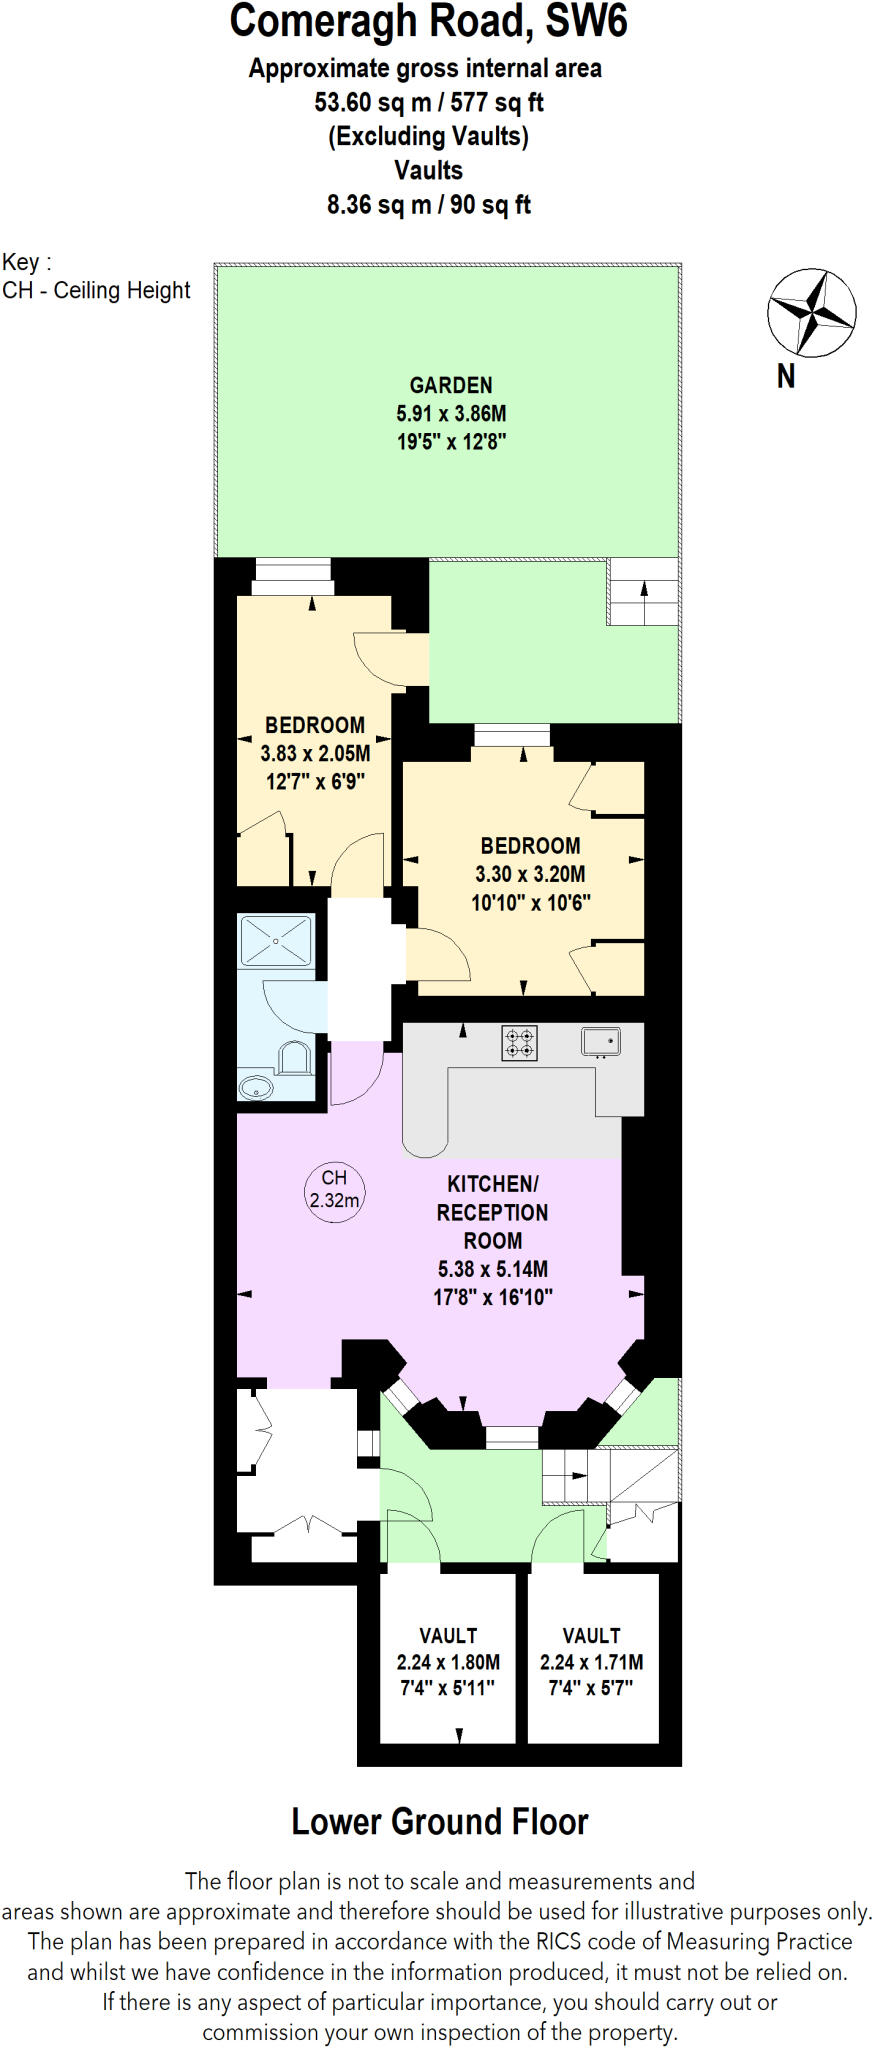 Comeragh Road, SW6
Approximate gross internal area
53.60 sq m / 577 sq ft
(Excluding Vaults)
Vaults
8.36 sq m / 90 sq ft
Key :
CH - Ceiling Height
N
GARDEN
5.91 x 3.86M
19'5" x 12'8"
BEDROOM
3.83 x 2.05M
12'7" x 6'9"
BEDROOM
3.30 x 3.20M
10'10" x 10'6"
CH
2.32m
KITCHEN/
RECEPTION
ROOM
5.38 x 5.14M
17'8" x 16'10"
VAULT
2.24 x 1.80M
7'4" x 5'11"
VAULT
2.24 x 1.71M
7'4" x 5'7"
Lower Ground Floor
The floor plan is not to scale and measurements and
areas shown are approximate and therefore should be used for illustrative purposes only.
The plan has been prepared in accordance with the RICS code of Measuring Practice
and whilst we have confidence in the information produced, it must not be relied on.
If there is any aspect of particular importance, you should carry out or
commission your own inspection of the property.